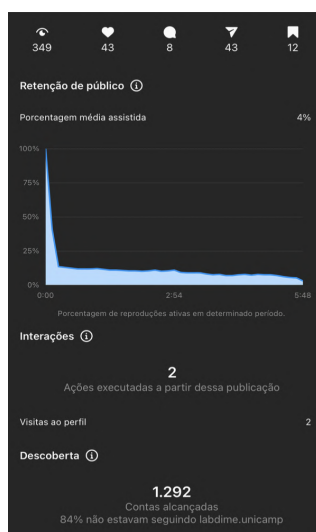 349 43 8 43 12
Retenção de público
Porcentagem média assistida 4%
100%
75%
50%
25%
0%
0:00 2:54 5:48
Porcentagem de reproduções ativas em determinado período.
Interações
2
Ações executadas a partir dessa publicação
Visitas ao perfil 2
Descoberta
1.292
Contas alcançadas
84% não estavam seguindo labdime.unicamp